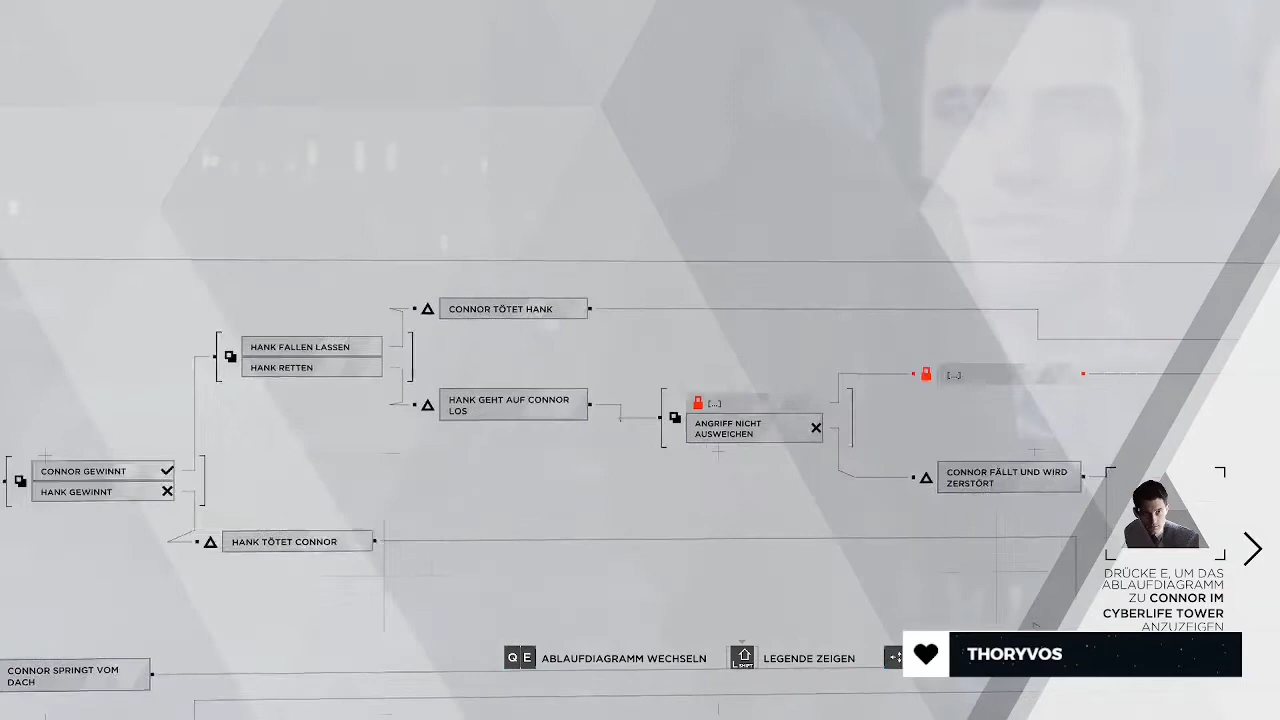 CONNOR TÖTET HANK
HANK FALLEN LASSEN
HANK RETTEN
[...]
HANK GEHT AUF CONNOR
LOS
[...]
ANGRIFF NICHT
AUSWEICHEN
CONNOR GEWINNT
HANK GEWINNT
CONNOR FÄLLT UND WIRD
ZERSTÖRT
HANK TÖTET CONNOR
DRÜCKE E, UM DAS
ABLAUFDIAGRAMM
ZU CONNOR IM
CYBERLIFE TOWER
ANZUZEIGEN
CONNOR SPRINGT VOM
DACH
Q E ABLAUFDIAGRAMM WECHSELN
L SHIFT LEGENDE ZEIGEN
THORYVOS